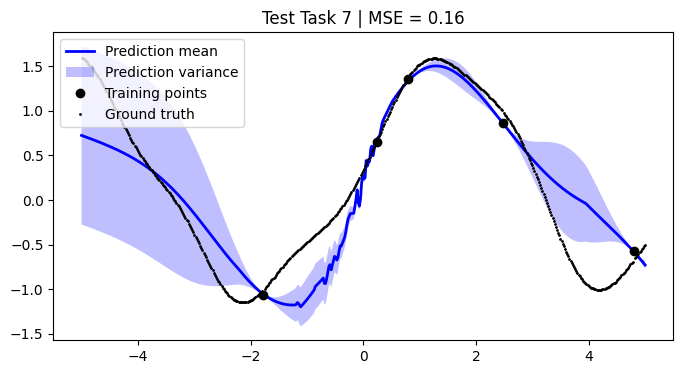 Test Task 7 | MSE = 0.16
Prediction mean
Prediction variance
Training points
Ground truth
1.5
1.0
0.5
0.0
−0.5
−1.0
−1.5
−4
−2
0
2
4